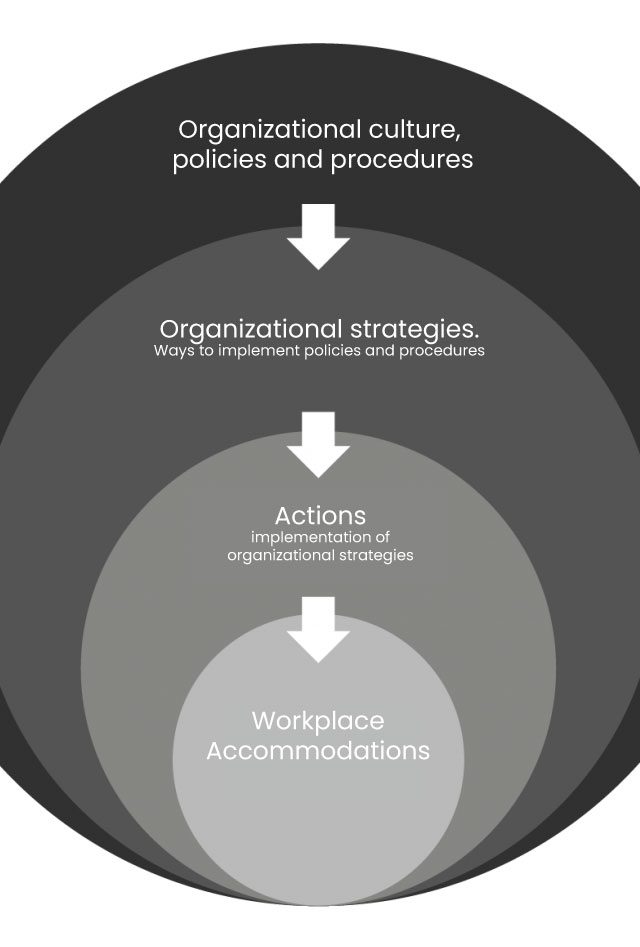 Organizational culture,
policies and procedures
Organizational strategies.
Ways to implement policies and procedures
Actions
implementation of
organizational strategies
Workplace
Accommodations